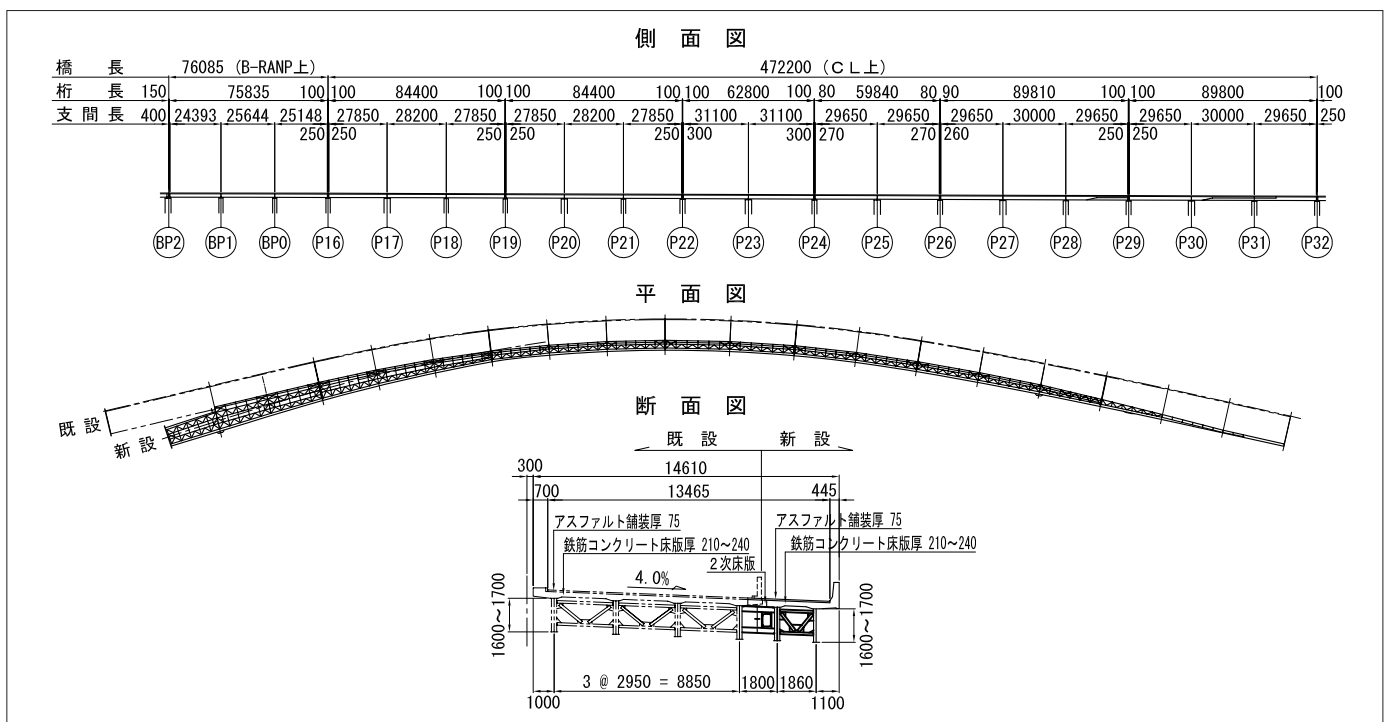 側面図
橋長 76085 (B-RANP上) 472200 (CL上)
桁長 150 75835 100 100 84400 100 100 84400 100 100 62800 100 80 59840 80 90 89810 100 100 89800 100
支間長 400 24393 25644 25148 27850 28200 27850 27850 28200 27850 31100 31100 29650 29650 29650 30000 29650 29650 30000 29650 250
250 250 250 250 250 300 300 270 270 260 250 250
BP2 BP1 BP0 P16 P17 P18 P19 P20 P21 P22 P23 P24 P25 P26 P27 P28 P29 P30 P31 P32
平面図
既設
新設
断面図
既設 新設
300 14610
700 13465 445
アスファルト舗装厚 75 アスファルト舗装厚 75
鉄筋コンクリート床版厚 210～240 鉄筋コンクリート床版厚 210～240
2次床版
4.0%
1600～1700 1600～1700
3 @ 2950 = 8850 1800 1860
1000 1100